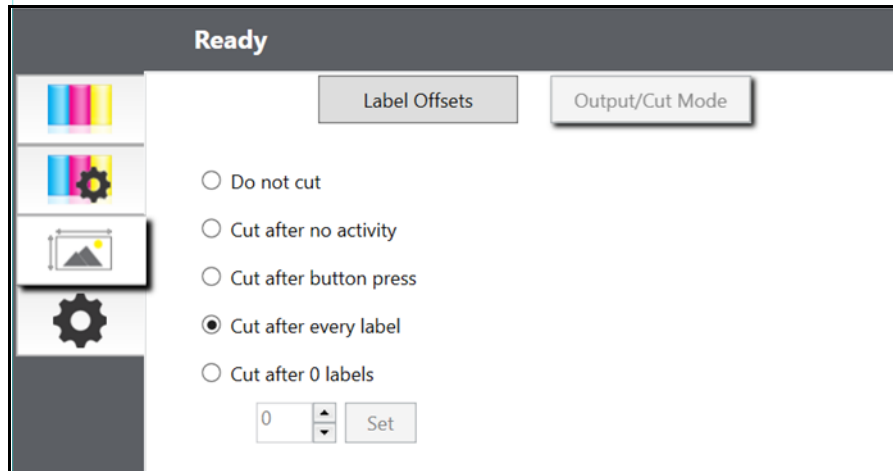 Ready
Label Offsets Output/Cut Mode
Do not cut
Cut after no activity
Cut after button press
Cut after every label
Cut after 0 labels
0 Set